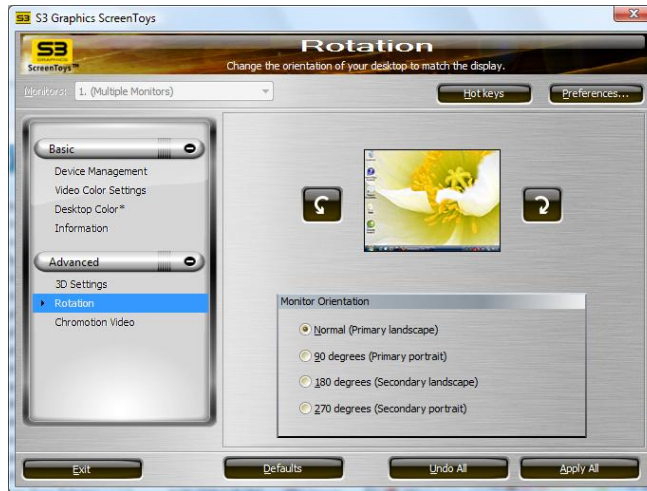 S3 Graphics ScreenToys
S3
GRAPHICS
ScreenToys™
Rotation
Change the orientation of your desktop to match the display.
Monitors: 1. (Multiple Monitors)
Hot keys
Preferences...
Basic
Device Management
Video Color Settings
Desktop Color*
Information
Advanced
3D Settings
Rotation
Chromotion Video
Monitor Orientation
Normal (Primary landscape)
90 degrees (Primary portrait)
180 degrees (Secondary landscape)
270 degrees (Secondary portrait)
Exit
Defaults
Undo All
Apply All